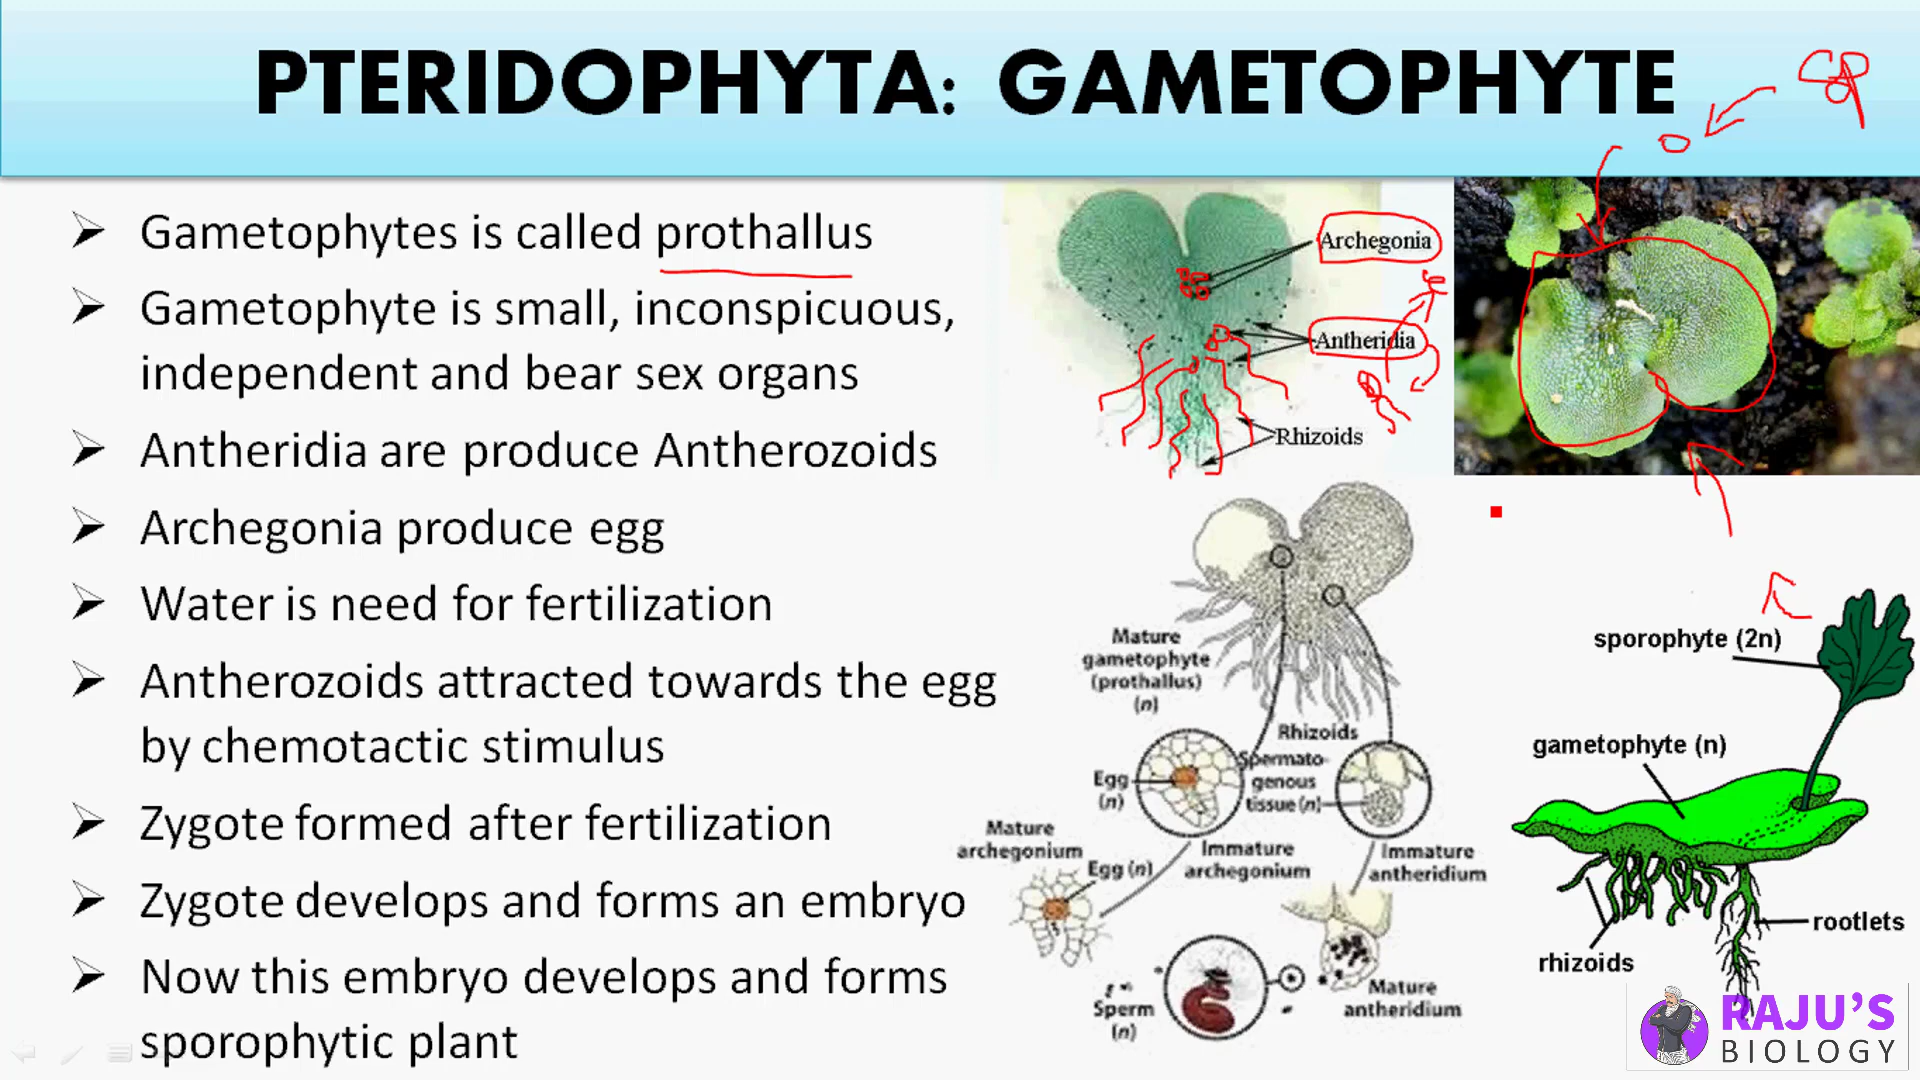 PTERIDOPHYTA: GAMETOPHYTE
SP
Gametophytes is called prothallus
Gametophyte is small, inconspicuous,
independent and bear sex organs
Antheridia are produce Antherozoids
Archegonia produce egg
Water is need for fertilization
Antherozoids attracted towards the egg
by chemotactic stimulus
Zygote formed after fertilization
Zygote develops and forms an embryo
Now this embryo develops and forms
sporophytic plant
Archegonia
Antheridia
Rhizoids
Mature
gametophyte
(prothallus)
(n)
Rhizoids
Egg
(n)
Spermato-
genous
tissue (n)
Mature
archegonium
Egg (n)
Immature
archegonium
Immature
antheridium
Sperm
(n)
Mature
antheridium
sporophyte (2n)
gametophyte (n)
rootlets
rhizoids
RAJU'S
BIOLOGY